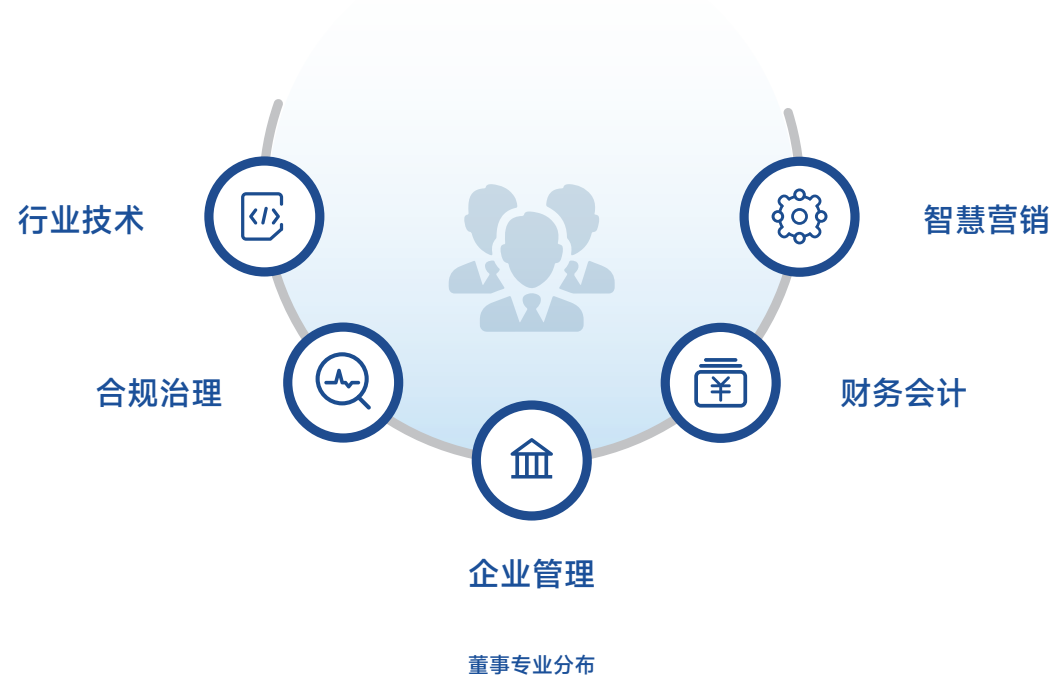 行业技术
智慧营销
合规治理
财务会计
企业管理
董事专业分布